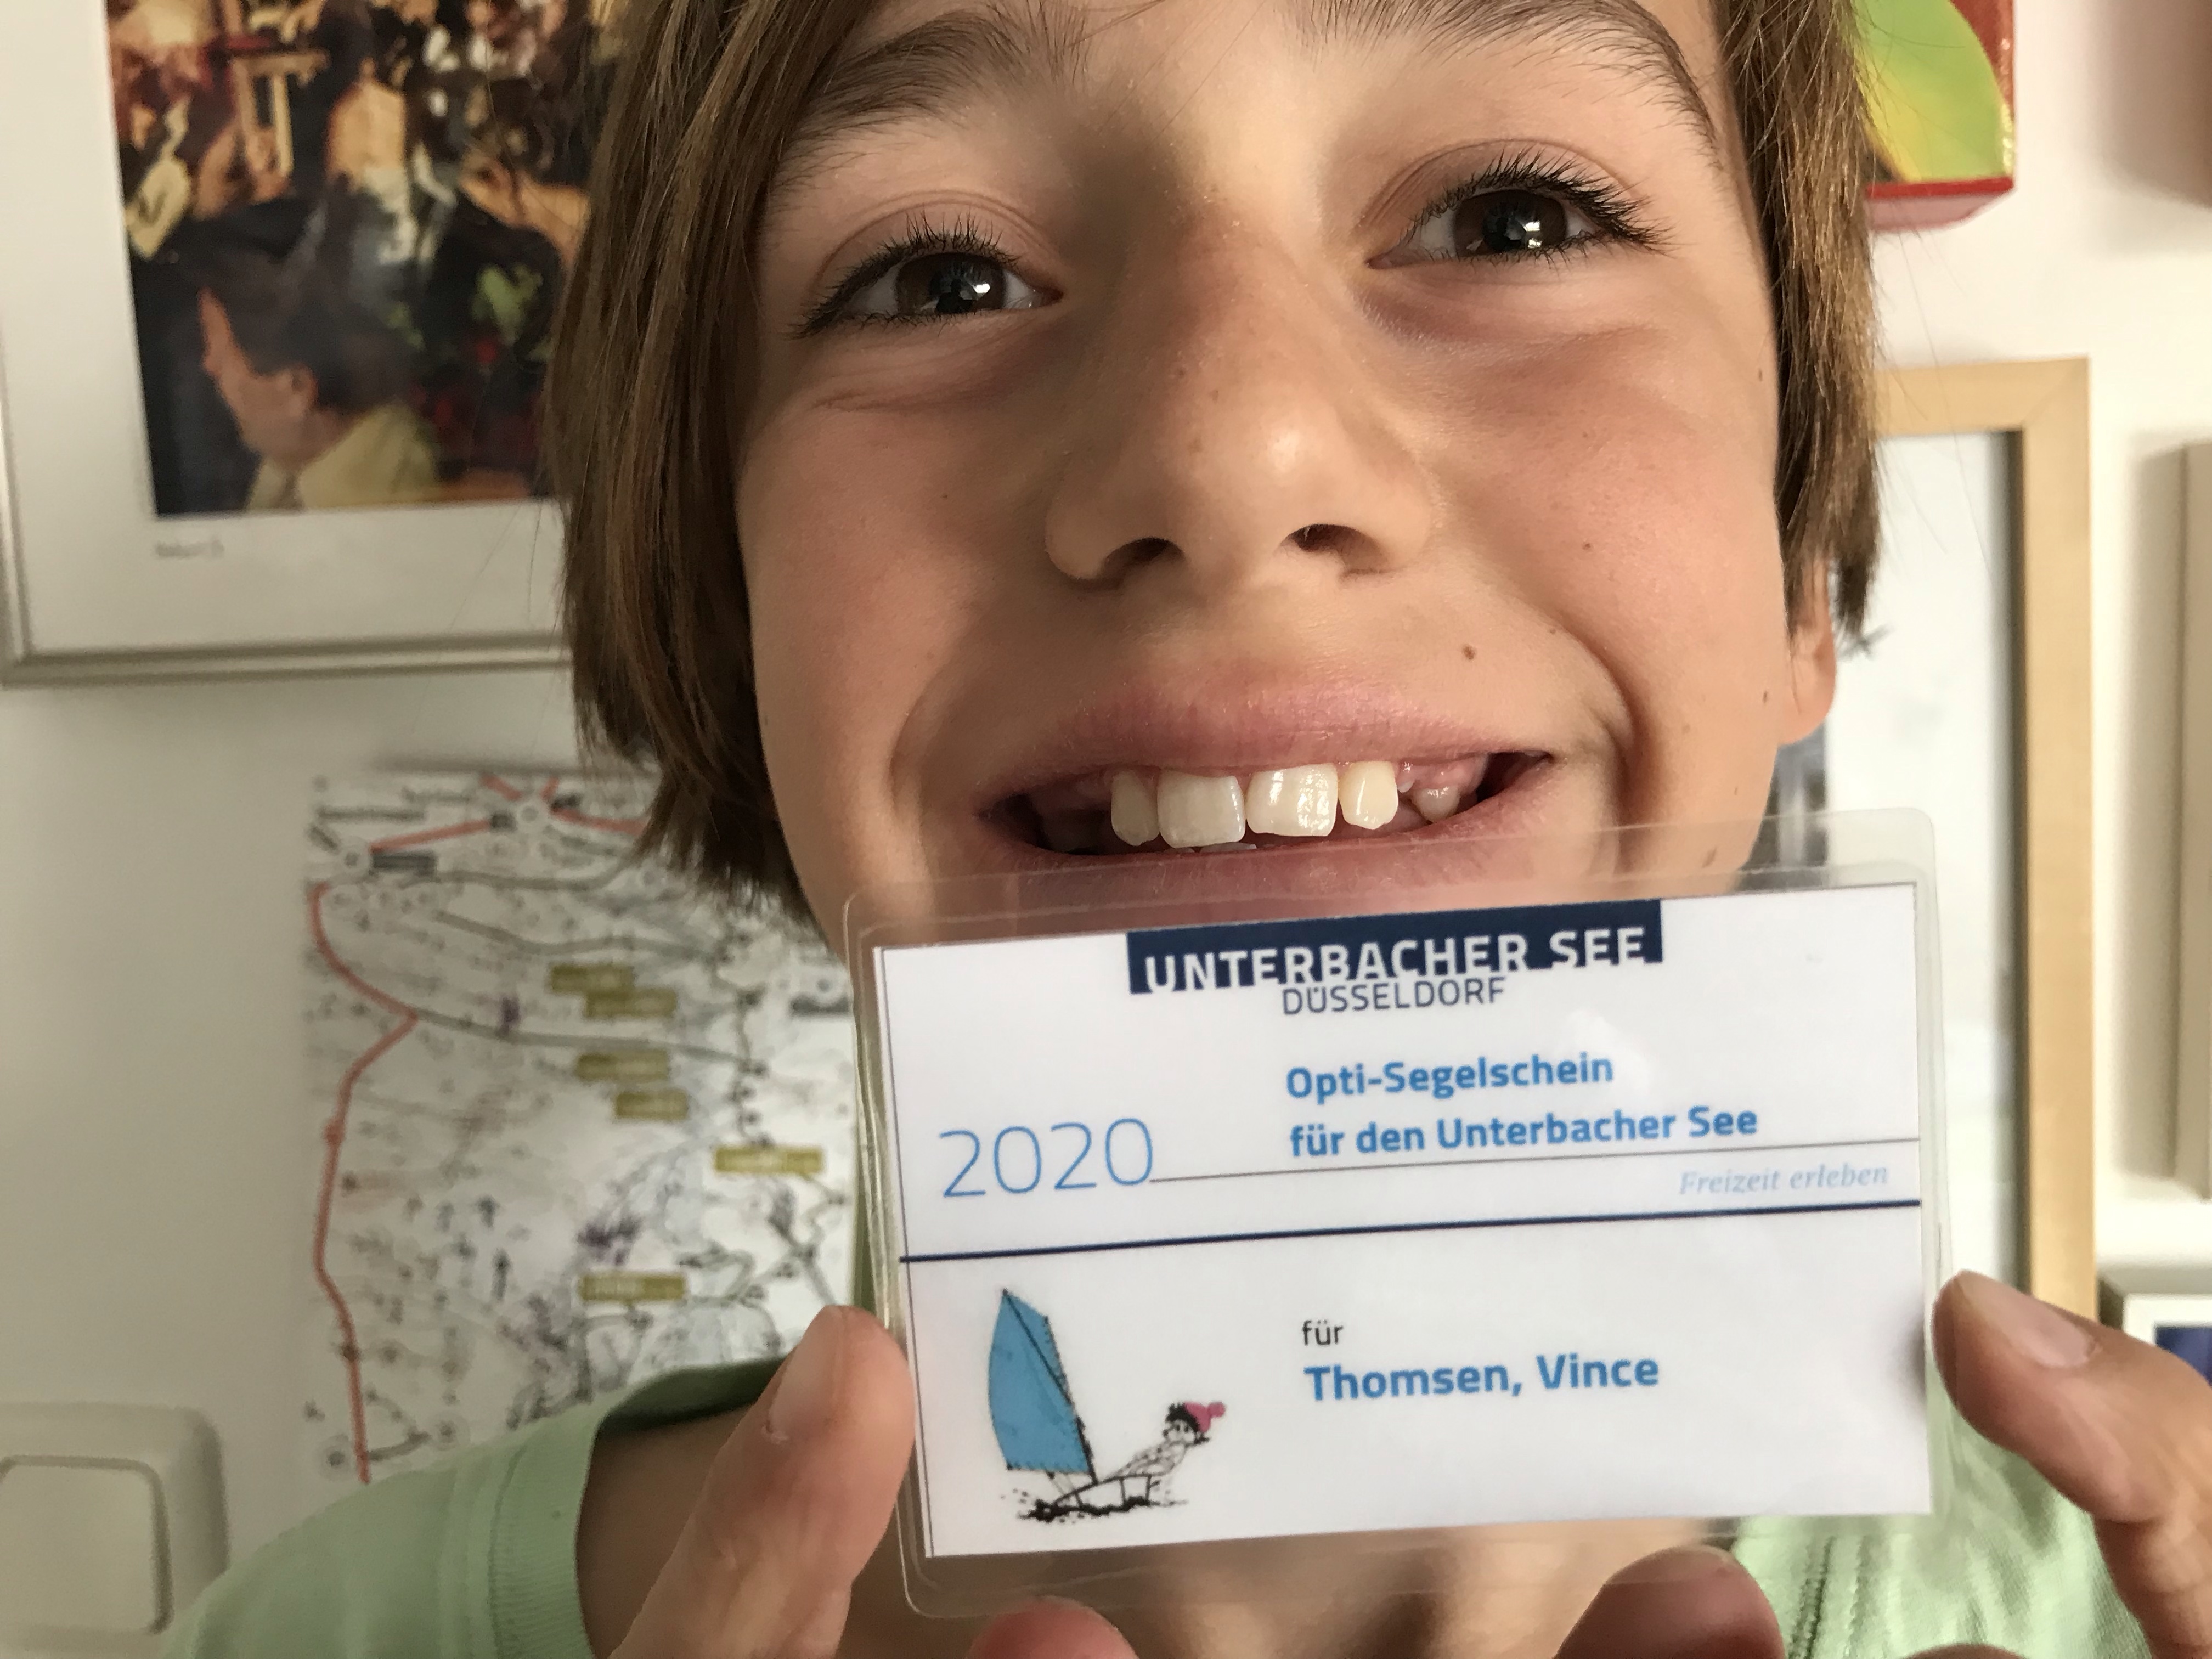 UNTERBACHER SEE
DÜSSELDORF
Opti-Segelschein
für den Unterbacher See
2020
Freizeit erleben
für
Thomsen, Vince